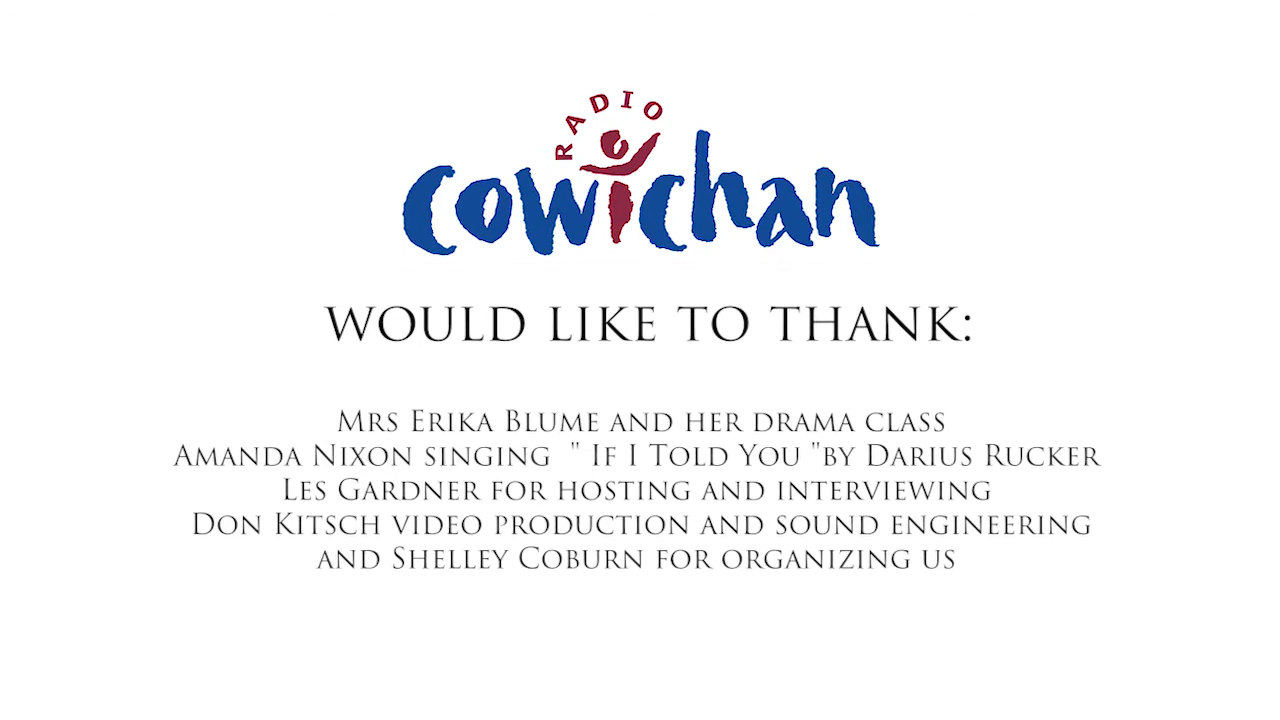 RADIO
cowichan
WOULD LIKE TO THANK:
MRS ERIKA BLUME AND HER DRAMA CLASS
AMANDA NIXON SINGING " IF I TOLD YOU "BY DARIUS RUCKER
LES GARDNER FOR HOSTING AND INTERVIEWING
DON KITSCH VIDEO PRODUCTION AND SOUND ENGINEERING
AND SHELLEY COBURN FOR ORGANIZING US